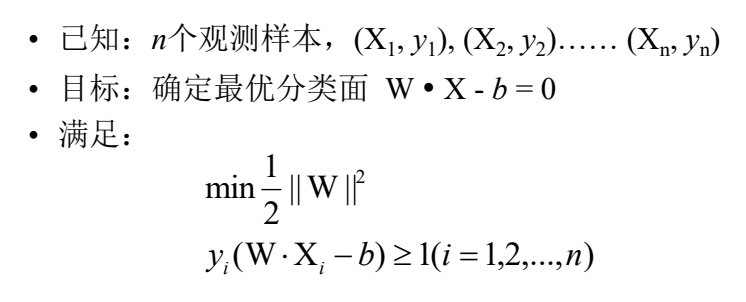 • 已知：n个观测样本，(X₁, y₁), (X₂, y₂)…… (Xₙ, yₙ)
• 目标：确定最优分类面 W • X - b = 0
• 满足：
min 1/2 || W ||²
yᵢ(W · Xᵢ − b) ≥ 1(i = 1,2,...,n)